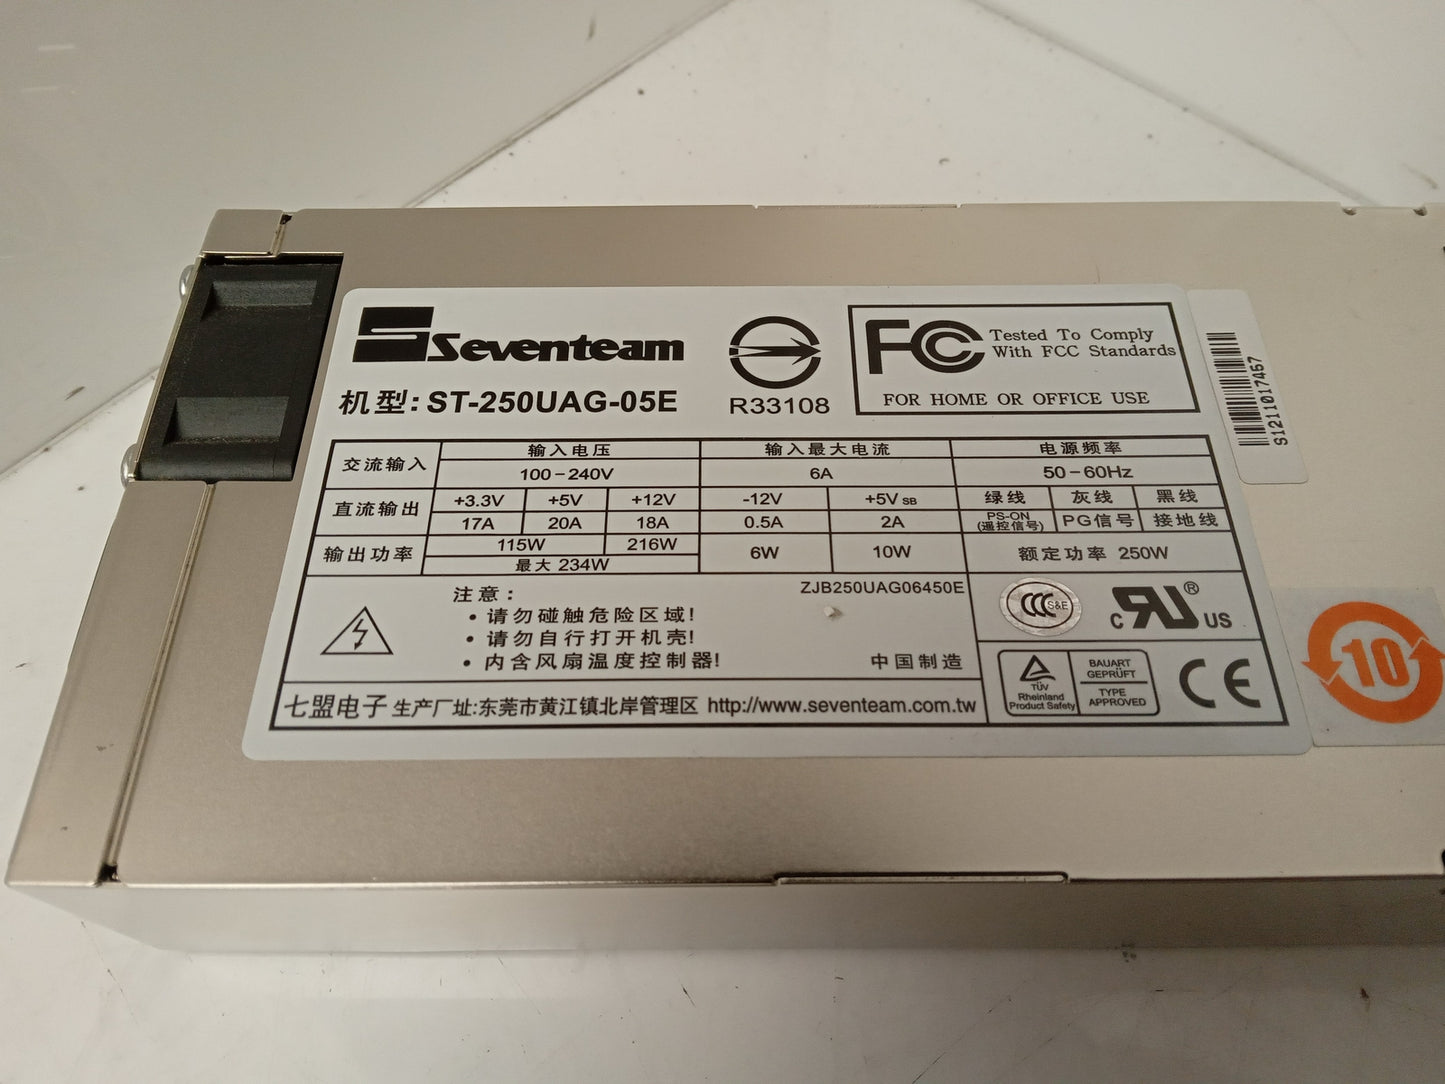 Seventeam
机型: ST-250UAG-05E
R33108
FC Tested To Comply
With FCC Standards
FOR HOME OR OFFICE USE
S1211017457
交流输入 输入电压 输入最大电流 电源频率
100-240V 6A 50-60Hz
直流输出 +3.3V +5V +12V -12V +5V SB 绿线 灰线 黑线
17A 20A 18A 0.5A 2A PS-ON (遥控信号) PG信号 接地线
输出功率 115W 216W 6W 10W 额定功率 250W
最大 234W
注意: ZJB250UAG06450E
• 请勿碰触危险区域!
• 请勿自行打开机壳!
• 内含风扇温度控制器! 中国制造
CCC S&E
c RU US ®
TÜV
Rheinland
Product Safety
BAUART
GEPRÜFT
TYPE
APPROVED
CE
七盟电子 生产厂址:东莞市黄江镇北岸管理区 http://www.seventeam.com.tw
10